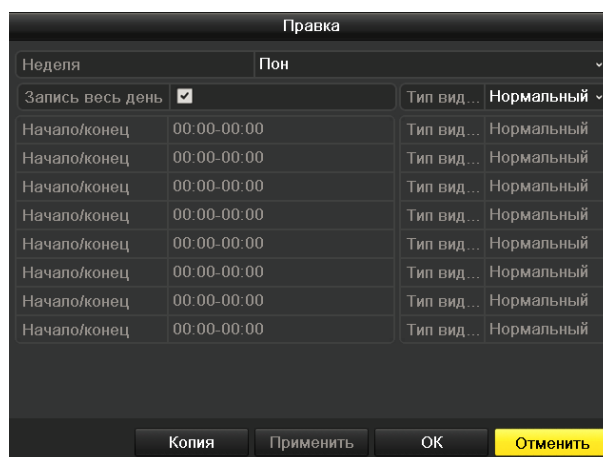 Правка
Неделя Пон
Запись весь день Тип вид... Нормальный
Начало/конец 00:00-00:00 Тип вид... Нормальный
Начало/конец 00:00-00:00 Тип вид... Нормальный
Начало/конец 00:00-00:00 Тип вид... Нормальный
Начало/конец 00:00-00:00 Тип вид... Нормальный
Начало/конец 00:00-00:00 Тип вид... Нормальный
Начало/конец 00:00-00:00 Тип вид... Нормальный
Начало/конец 00:00-00:00 Тип вид... Нормальный
Начало/конец 00:00-00:00 Тип вид... Нормальный
Копия Применить ОК Отменить